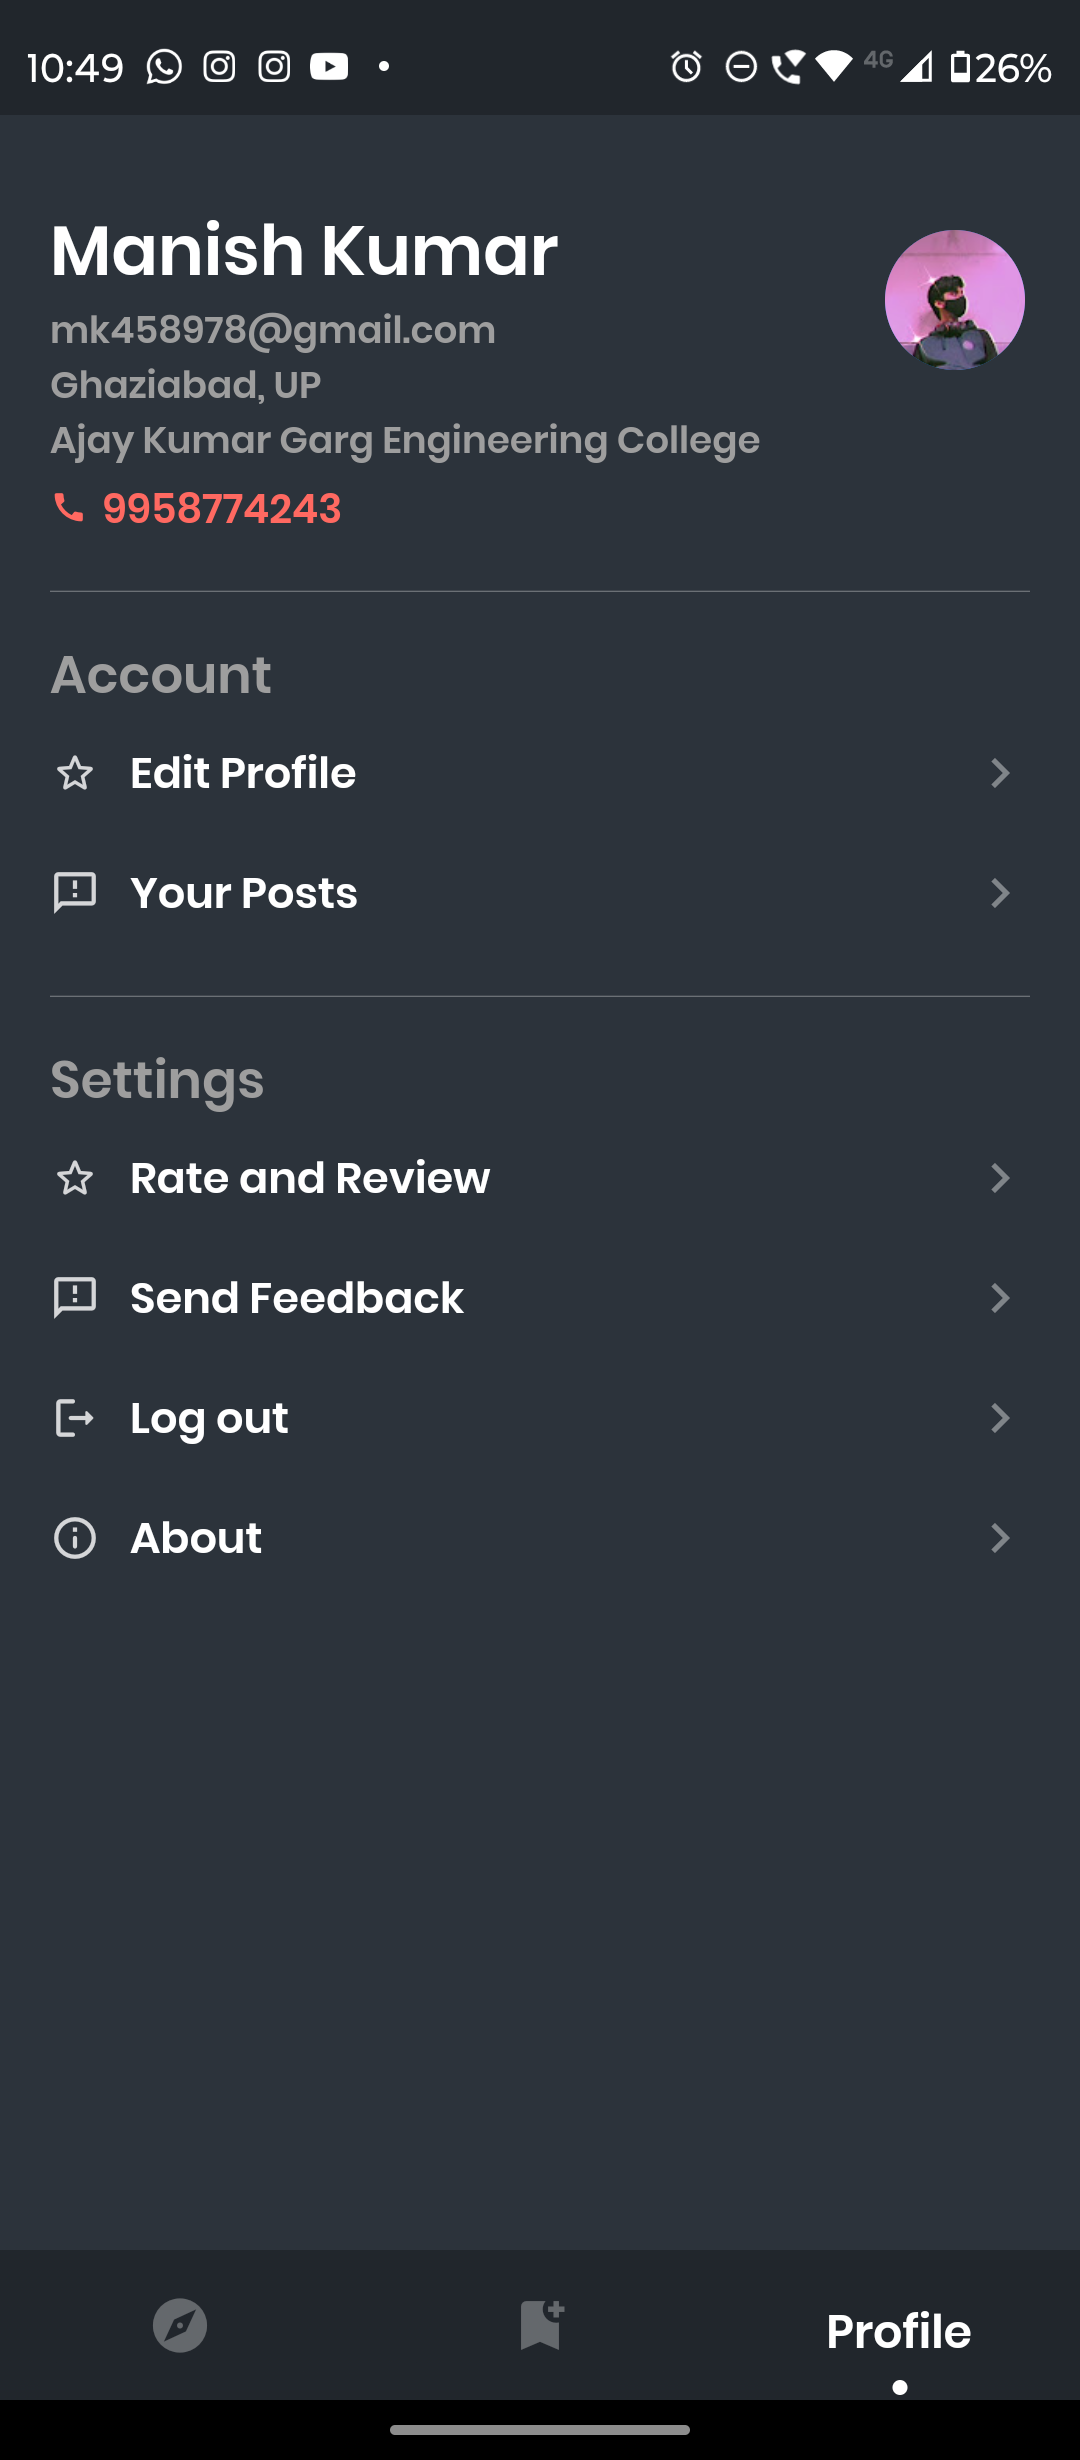 10:49 4G 26%
Manish Kumar
mk458978@gmail.com
Ghaziabad, UP
Ajay Kumar Garg Engineering College
9958774243
Account
Edit Profile
Your Posts
Settings
Rate and Review
Send Feedback
Log out
About
Profile